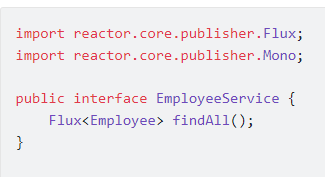 import reactor.core.publisher.Flux;
import reactor.core.publisher.Mono;
public interface EmployeeService {
    Flux<Employee> findAll();
}